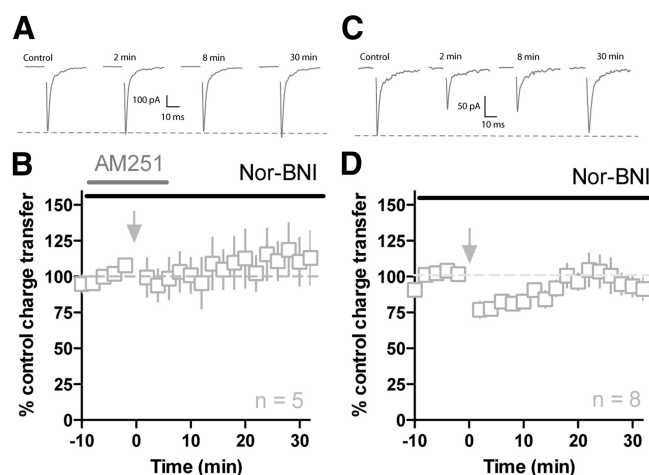 A
Control 2 min 8 min 30 min
100 pA
10 ms
C
Control 2 min 8 min 30 min
50 pA
10 ms
B
AM251
Nor-BNI
% control charge transfer
150
125
100
75
50
25
0
n = 5
-10 0 10 20 30
Time (min)
D
Nor-BNI
% control charge transfer
150
125
100
75
50
25
0
n = 8
-10 0 10 20 30
Time (min)